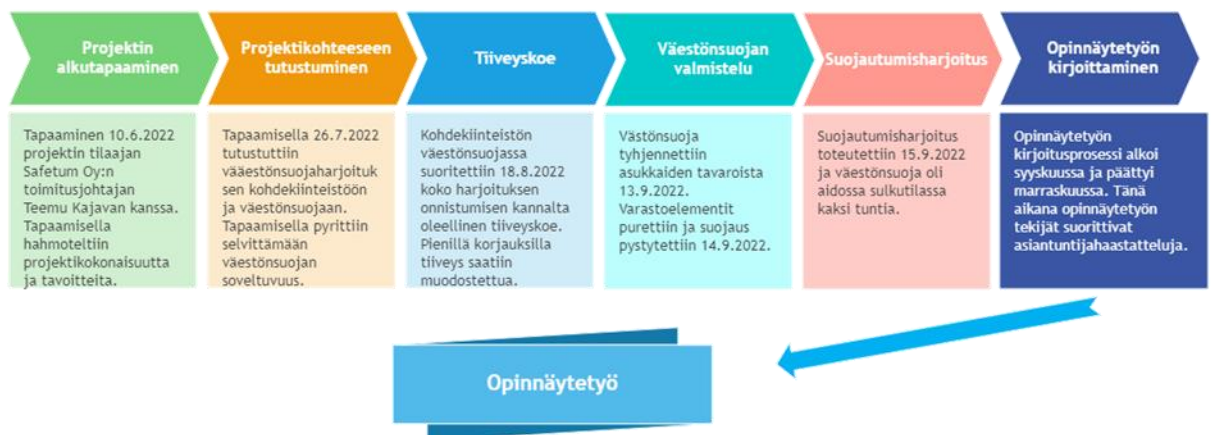 Projektin
alkutapaaminen
Tapaaminen 10.6.2022
projektin tilaajan
Safetum Oy:n
toimitusjohtajan
Teemu Kajavan kanssa.
Tapaamisella
hahmoteltiin
projektikokonaisuutta
ja tavoitteita.
Projektikohteeseen
tutustuminen
Tapaamisella 26.7.2022
tutustuttiin
vääestönsuojaharjoituk
sen kohdekiinteistöön
ja väestönsuojaan.
Tapaamisella pyrittiin
selvittämään
väestönsuojan
soveltuvuus.
Tiiveyskoe
Kohdekiinteistön
väestönsuojassa
suoritettiin 18.8.2022
koko harjoituksen
onnistumisen kannalta
oleellinen tiiveyskoe.
Pienillä korjauksilla
tiiveys saatiin
muodostettua.
Väestönsuojan
valmistelu
Västönsuoja
tyhjennettiin
asukkaiden tavaroista
13.9.2022.
Varastoelementit
purettiin ja suojaus
pystytettiin 14.9.2022.
Suojautumisharjoitus
Suojautumisharjoitus
toteutettiin 15.9.2022
ja väestönsuoja oli
aidossa sulkutilassa
kaksi tuntia.
Opinnäytetyön
kirjoittaminen
Opinnäytetyön
kirjoitusprosessi alkoi
syyskuussa ja päättyi
marraskuussa. Tänä
aikana opinnäytetyön
tekijät suorittivat
asiantuntijahaastatteluja.
Opinnäytetyö